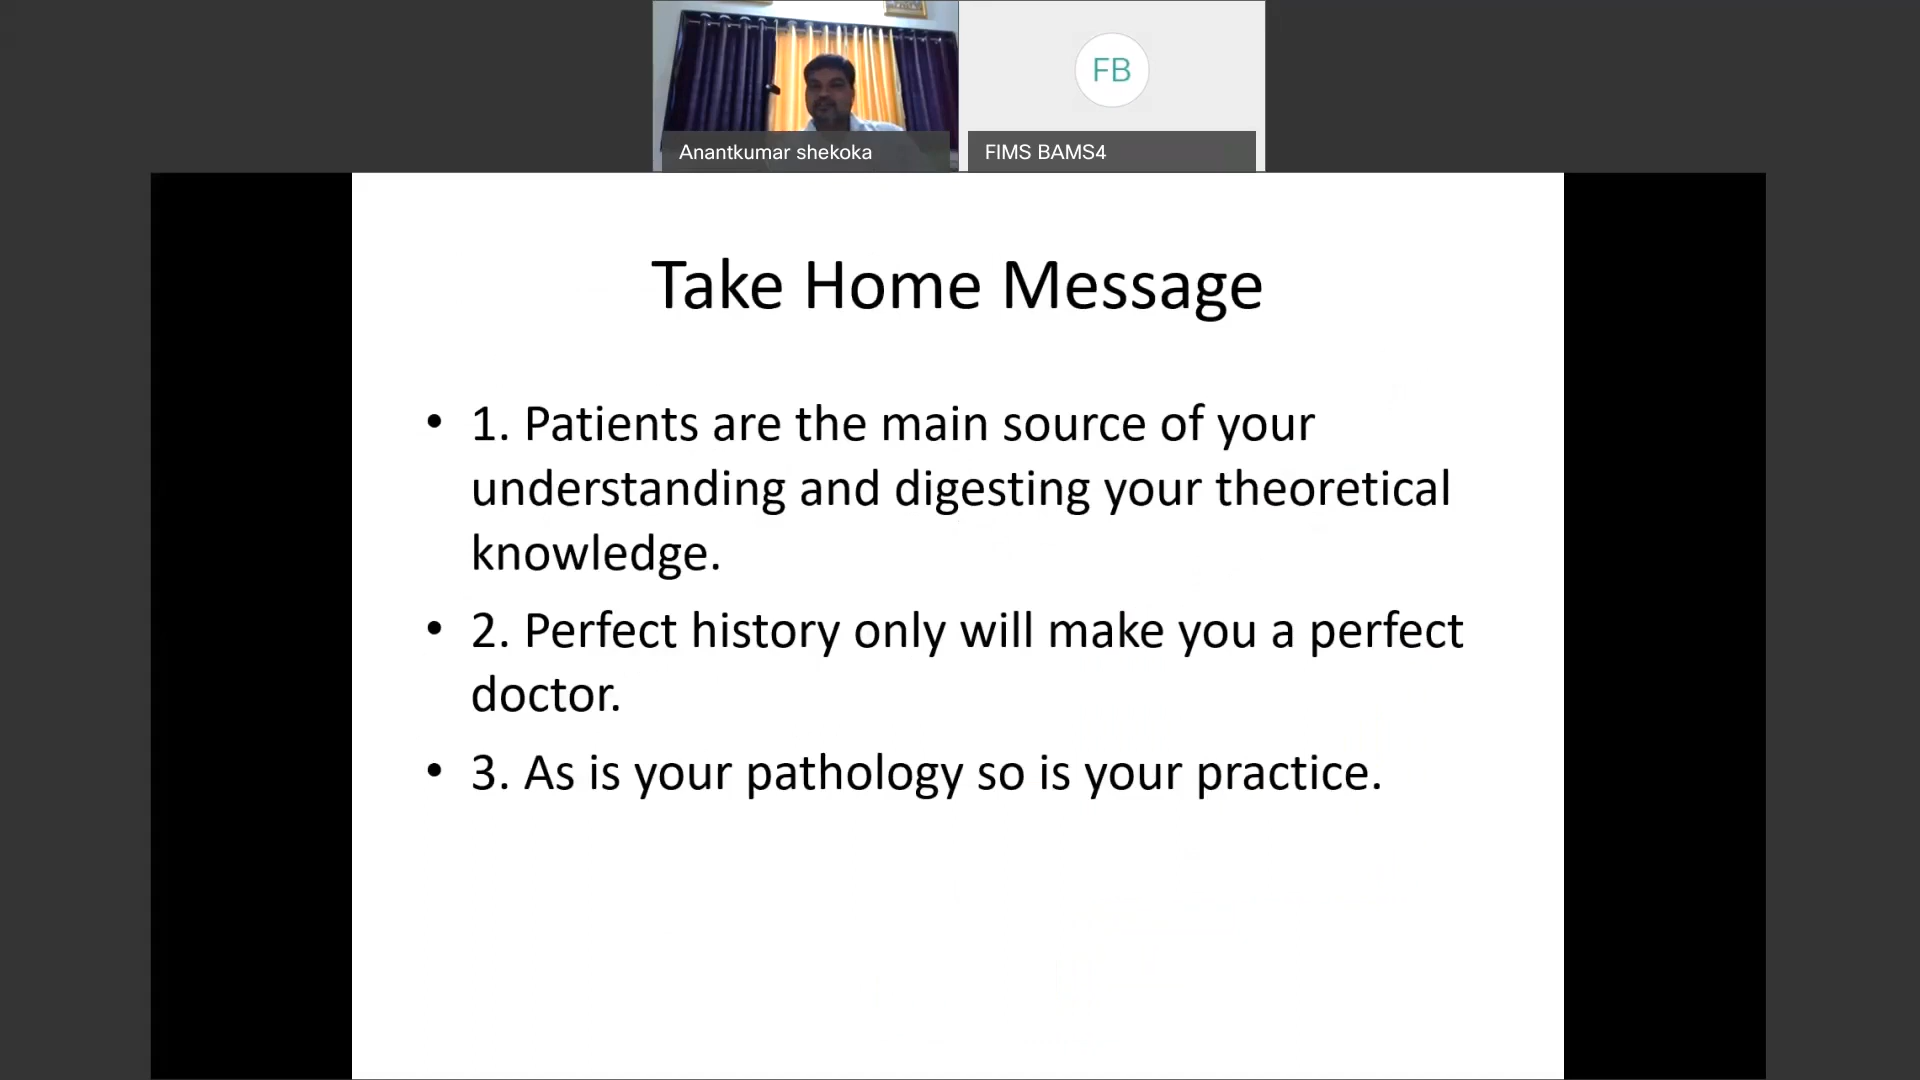 FB
Anantkumar shekoka
FIMS BAMS4
Take Home Message
• 1. Patients are the main source of your
understanding and digesting your theoretical
knowledge.
• 2. Perfect history only will make you a perfect
doctor.
• 3. As is your pathology so is your practice.